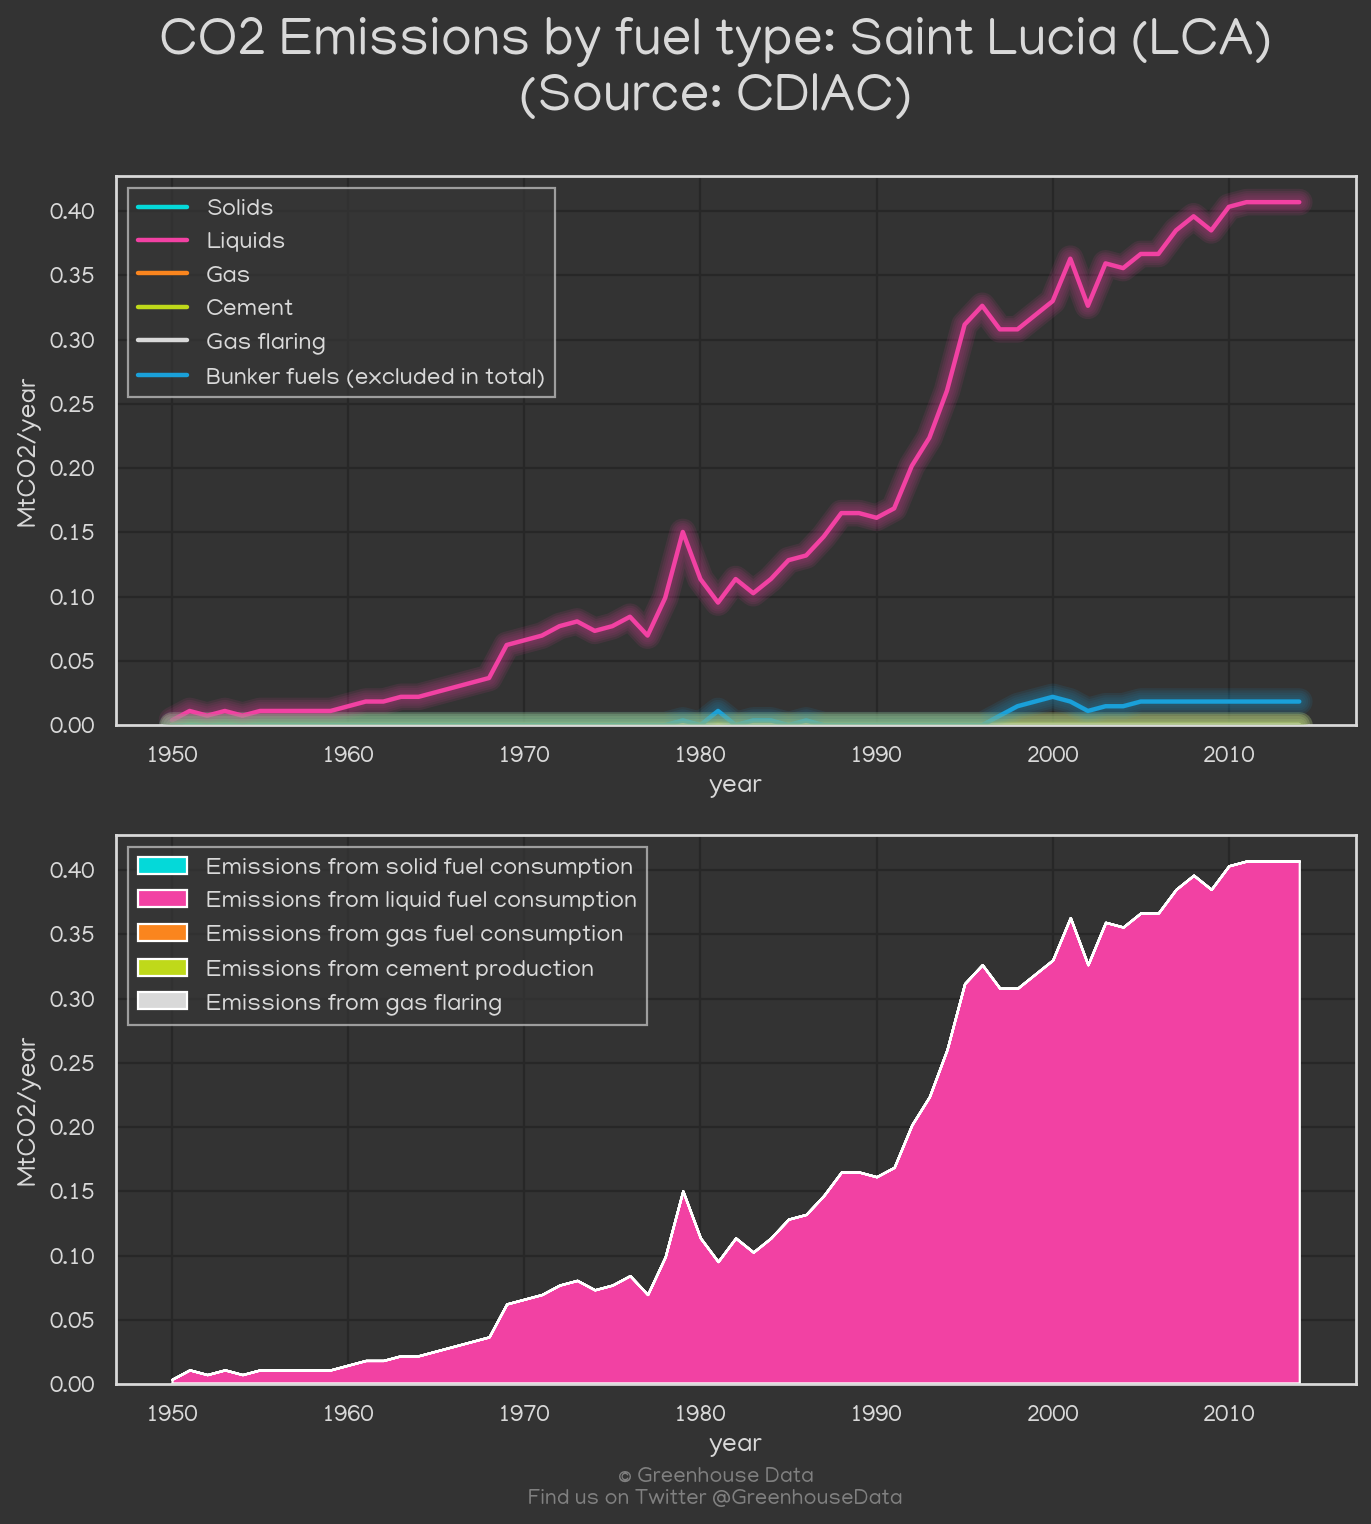 CO2 Emissions by fuel type: Saint Lucia (LCA)
(Source: CDIAC)
Solids
Liquids
Gas
Cement
Gas flaring
Bunker fuels (excluded in total)
0.40
0.35
0.30
0.25
0.20
0.15
0.10
0.05
0.00
MtCO2/year
1950 1960 1970 1980 1990 2000 2010
year
Emissions from solid fuel consumption
Emissions from liquid fuel consumption
Emissions from gas fuel consumption
Emissions from cement production
Emissions from gas flaring
0.40
0.35
0.30
0.25
0.20
0.15
0.10
0.05
0.00
MtCO2/year
1950 1960 1970 1980 1990 2000 2010
year
© Greenhouse Data
Find us on Twitter @GreenhouseData